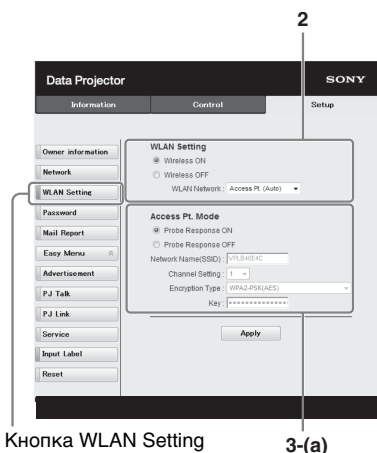 2
Data Projector
SONY
Information Control Setup
Owner information
Network
WLAN Setting
Password
Mail Report
Easy Menu
Advertisement
PJ Talk
PJ Link
Service
Input Label
Reset
WLAN Setting
Wireless ON
Wireless OFF
WLAN Network : Access Pt. (Auto)
Access Pt. Mode
Probe Response ON
Probe Response OFF
Network Name(SSID) : VPLB46E4C
Channel Setting : 1
Encryption Type : WPA2-PSK(AES)
Key : **************
Apply
Кнопка WLAN Setting
3-(a)